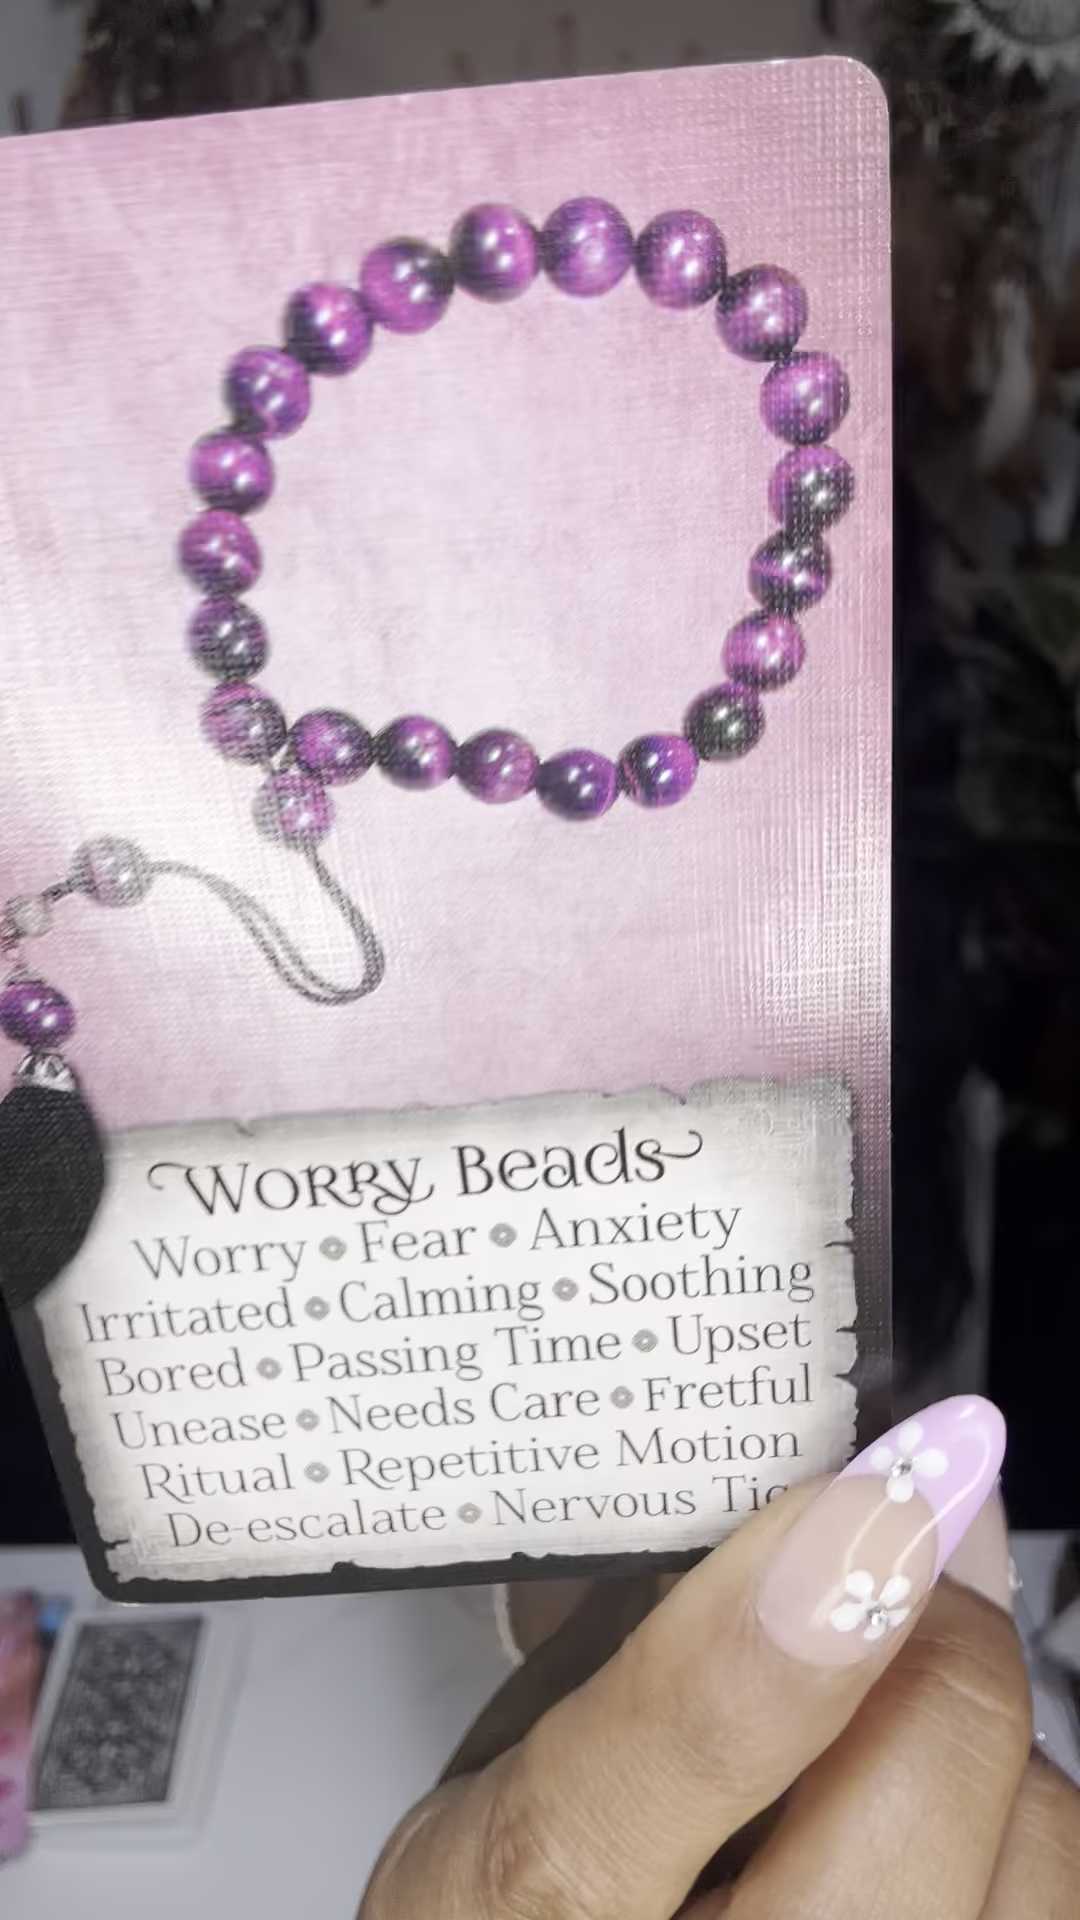 Worry Beads
Worry Fear Anxiety
Irritated Calming Soothing
Bored Passing Time Upset
Unease Needs Care Fretful
Ritual Repetitive Motion
De-escalate Nervous